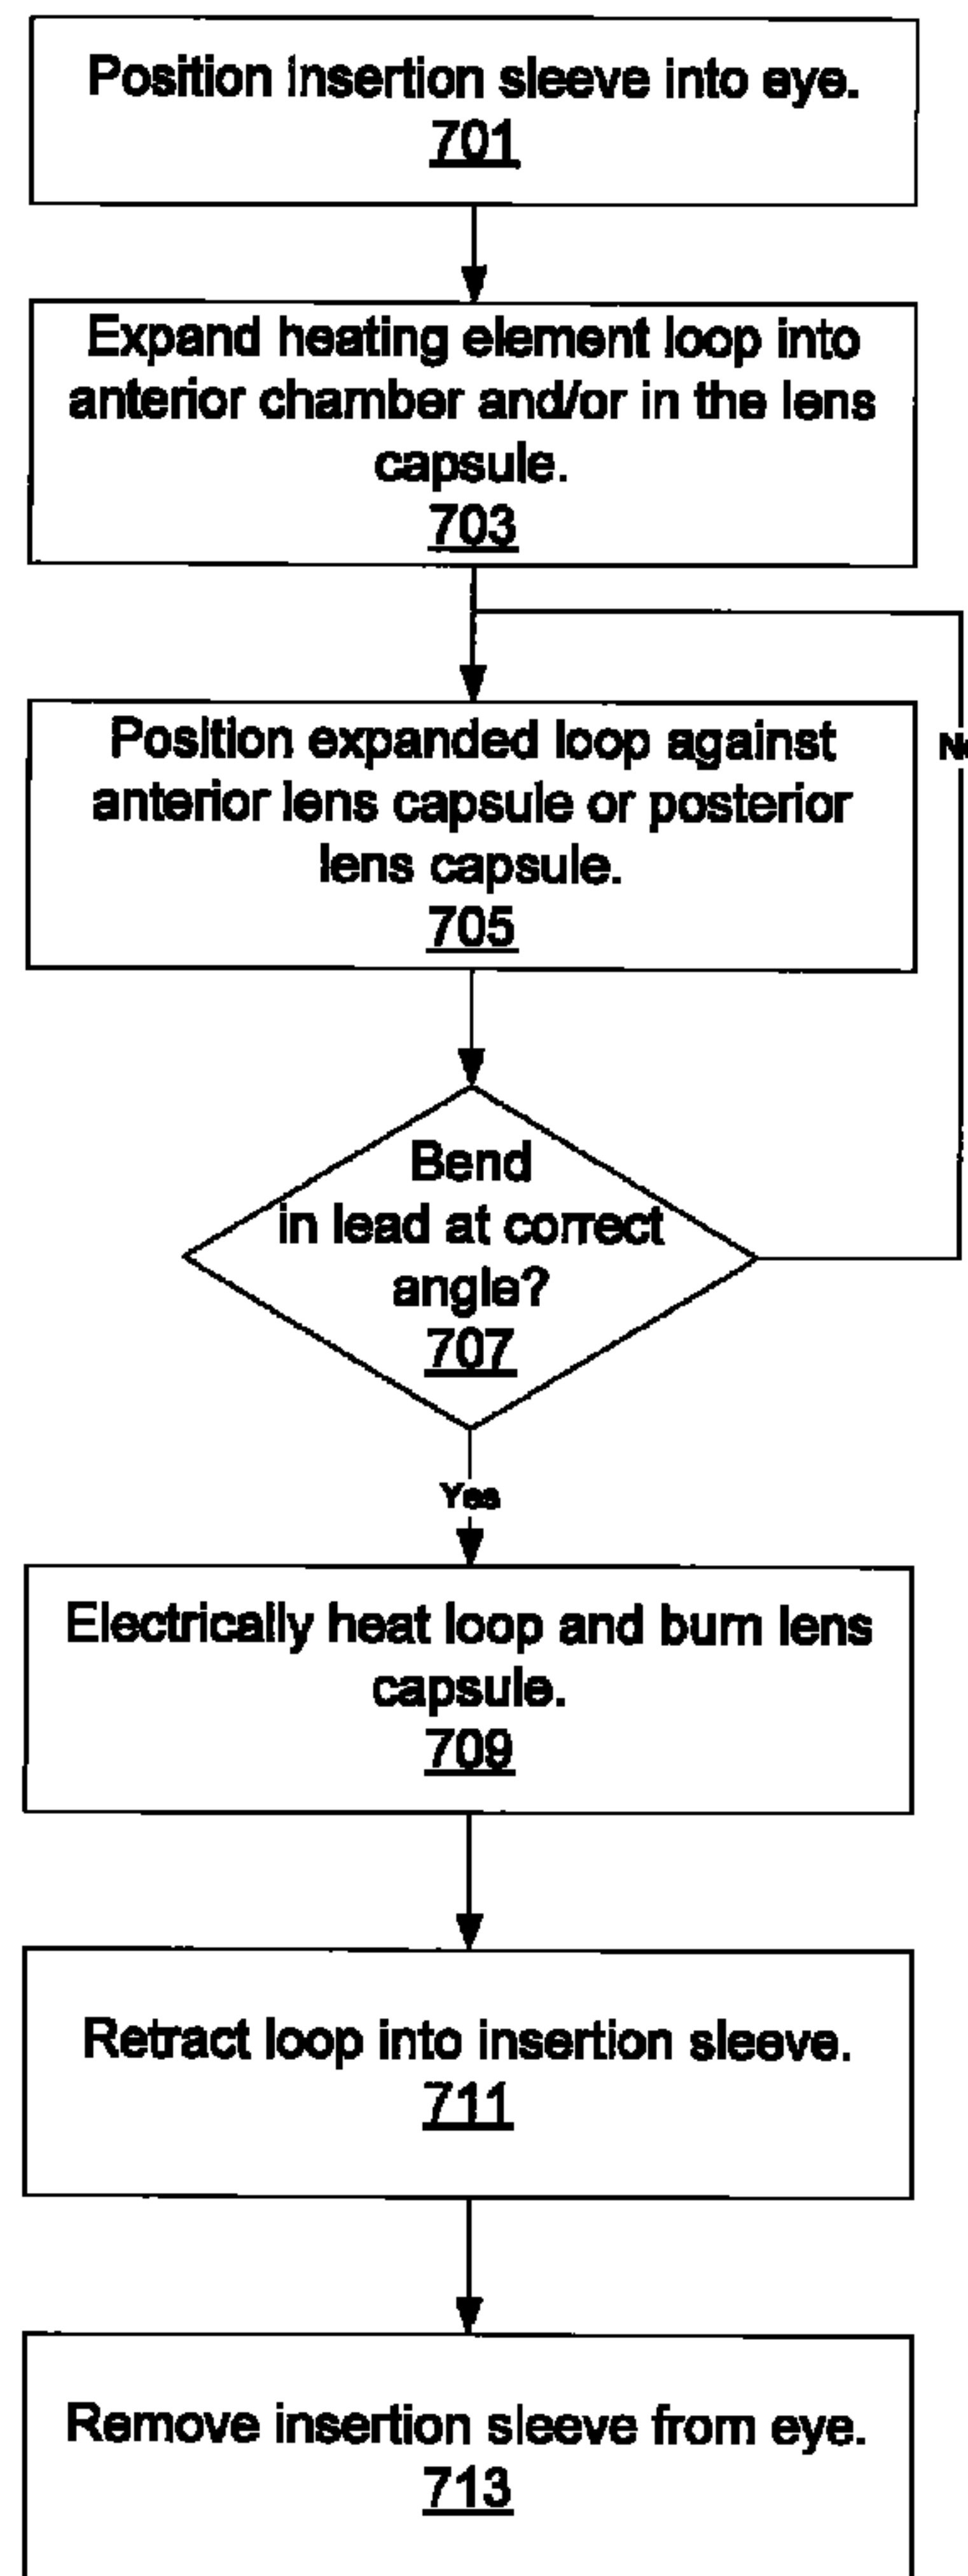 Position insertion sleeve into eye.
701
Expand heating element loop into
anterior chamber and/or in the lens
capsule.
703
Position expanded loop against
anterior lens capsule or posterior
lens capsule.
705
Bend
in lead at correct
angle?
707
Yes
Electrically heat loop and burn lens
capsule.
709
Retract loop into insertion sleeve.
711
Remove insertion sleeve from eye.
713